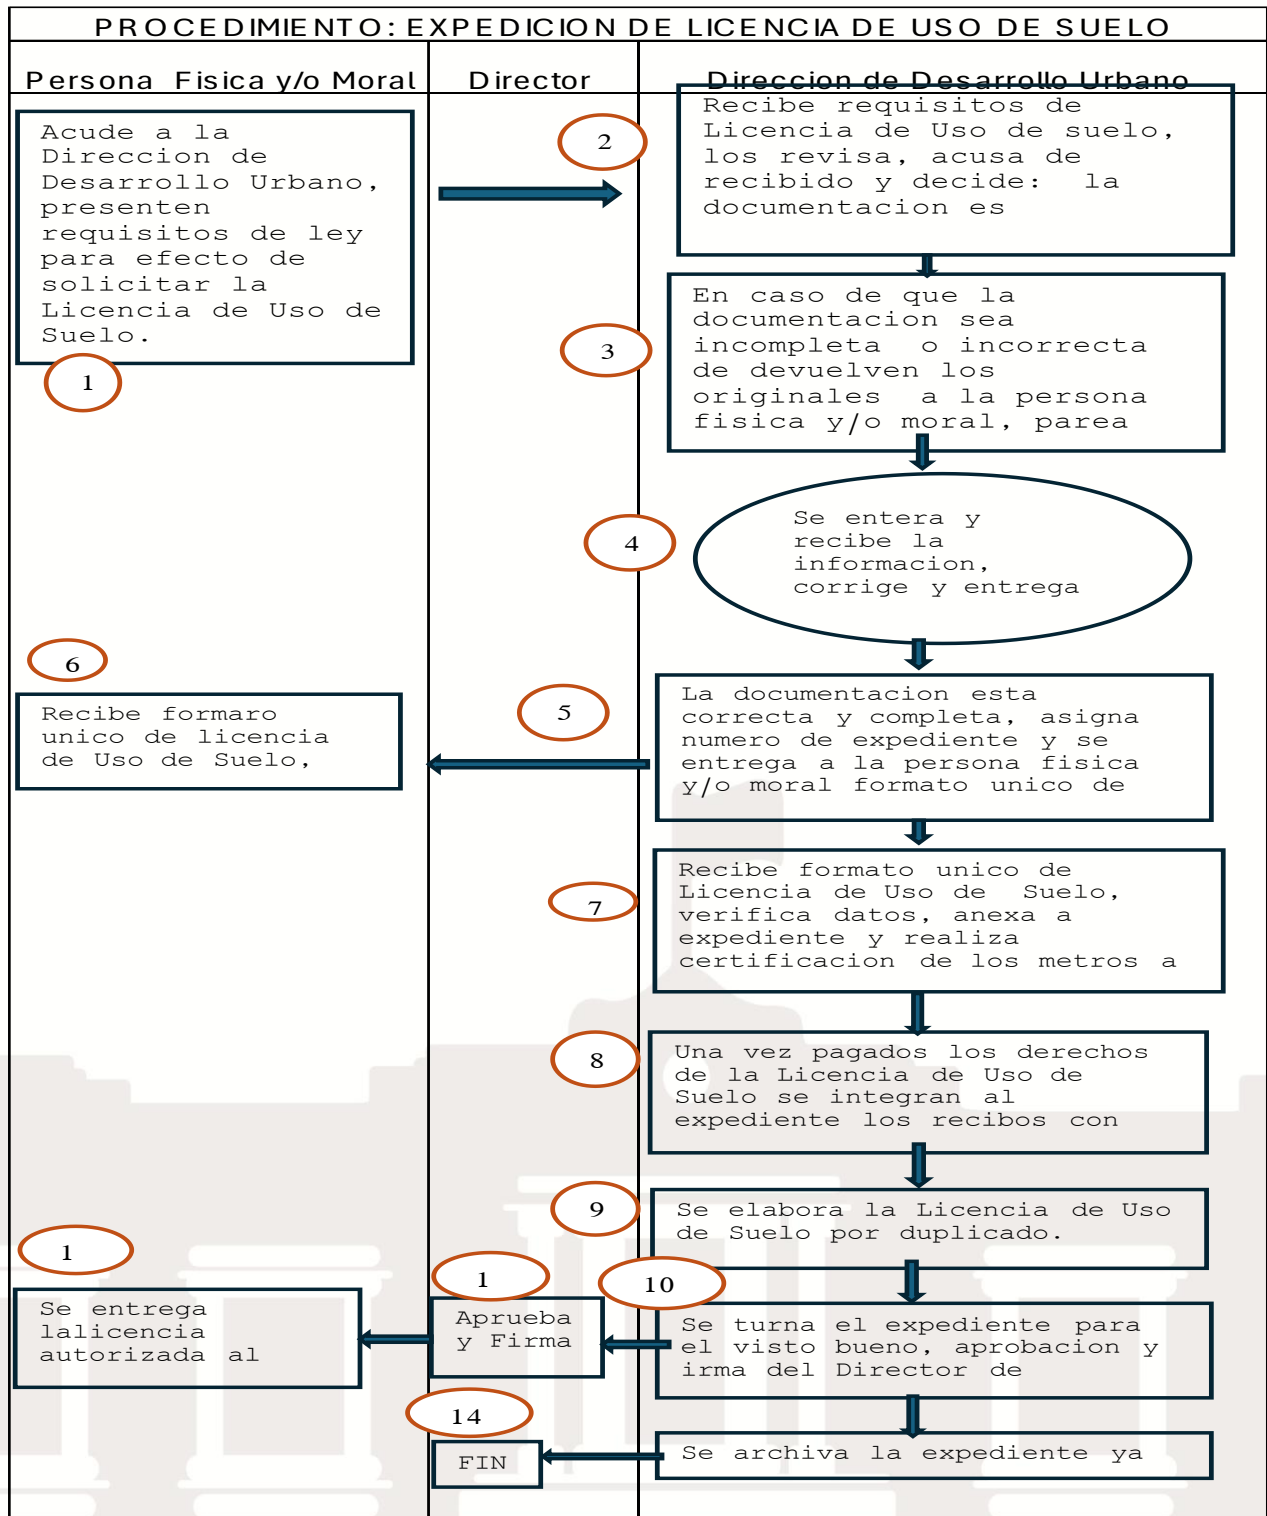 PROCEDIMIENTO: EXPEDICION DE LICENCIA DE USO DE SUELO
Persona Fisica y/o Moral
Director
Direccion de Desarrollo Urbano
Acude a la
Direccion de
Desarrollo Urbano,
presenten
requisitos de ley
para efecto de
solicitar la
Licencia de Uso de
Suelo.
1
2
Recibe requisitos de
Licencia de Uso de suelo,
los revisa, acusa de
recibido y decide: la
documentacion es
3
En caso de que la
documentacion sea
incompleta o incorrecta
de devuelven los
originales a la persona
fisica y/o moral, parea
4
Se entera y
recibe la
informacion,
corrige y entrega
5
La documentacion esta
correcta y completa, asigna
numero de expediente y se
entrega a la persona fisica
y/o moral formato unico de
6
Recibe formaro
unico de licencia
de Uso de Suelo,
7
Recibe formato unico de
Licencia de Uso de Suelo,
verifica datos, anexa a
expediente y realiza
certificacion de los metros a
8
Una vez pagados los derechos
de la Licencia de Uso de
Suelo se integran al
expediente los recibos con
9
Se elabora la Licencia de Uso
de Suelo por duplicado.
10
Se turna el expediente para
el visto bueno, aprobacion y
irma del Director de
1
Aprueba
y Firma
1
Se entrega
lalicencia
autorizada al
Se archiva la expediente ya
14
FIN